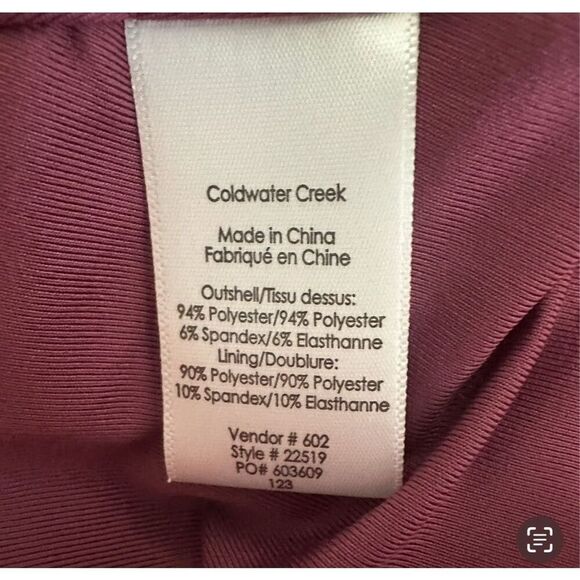 Coldwater Creek
Made in China
Fabriqué en Chine
Outshell/Tissu dessus:
94% Polyester/94% Polyester
6% Spandex/6% Elasthanne
Lining/Doublure:
90% Polyester/90% Polyester
10% Spandex/10% Elasthanne
Vendor # 602
Style # 22519
PO# 603609
123